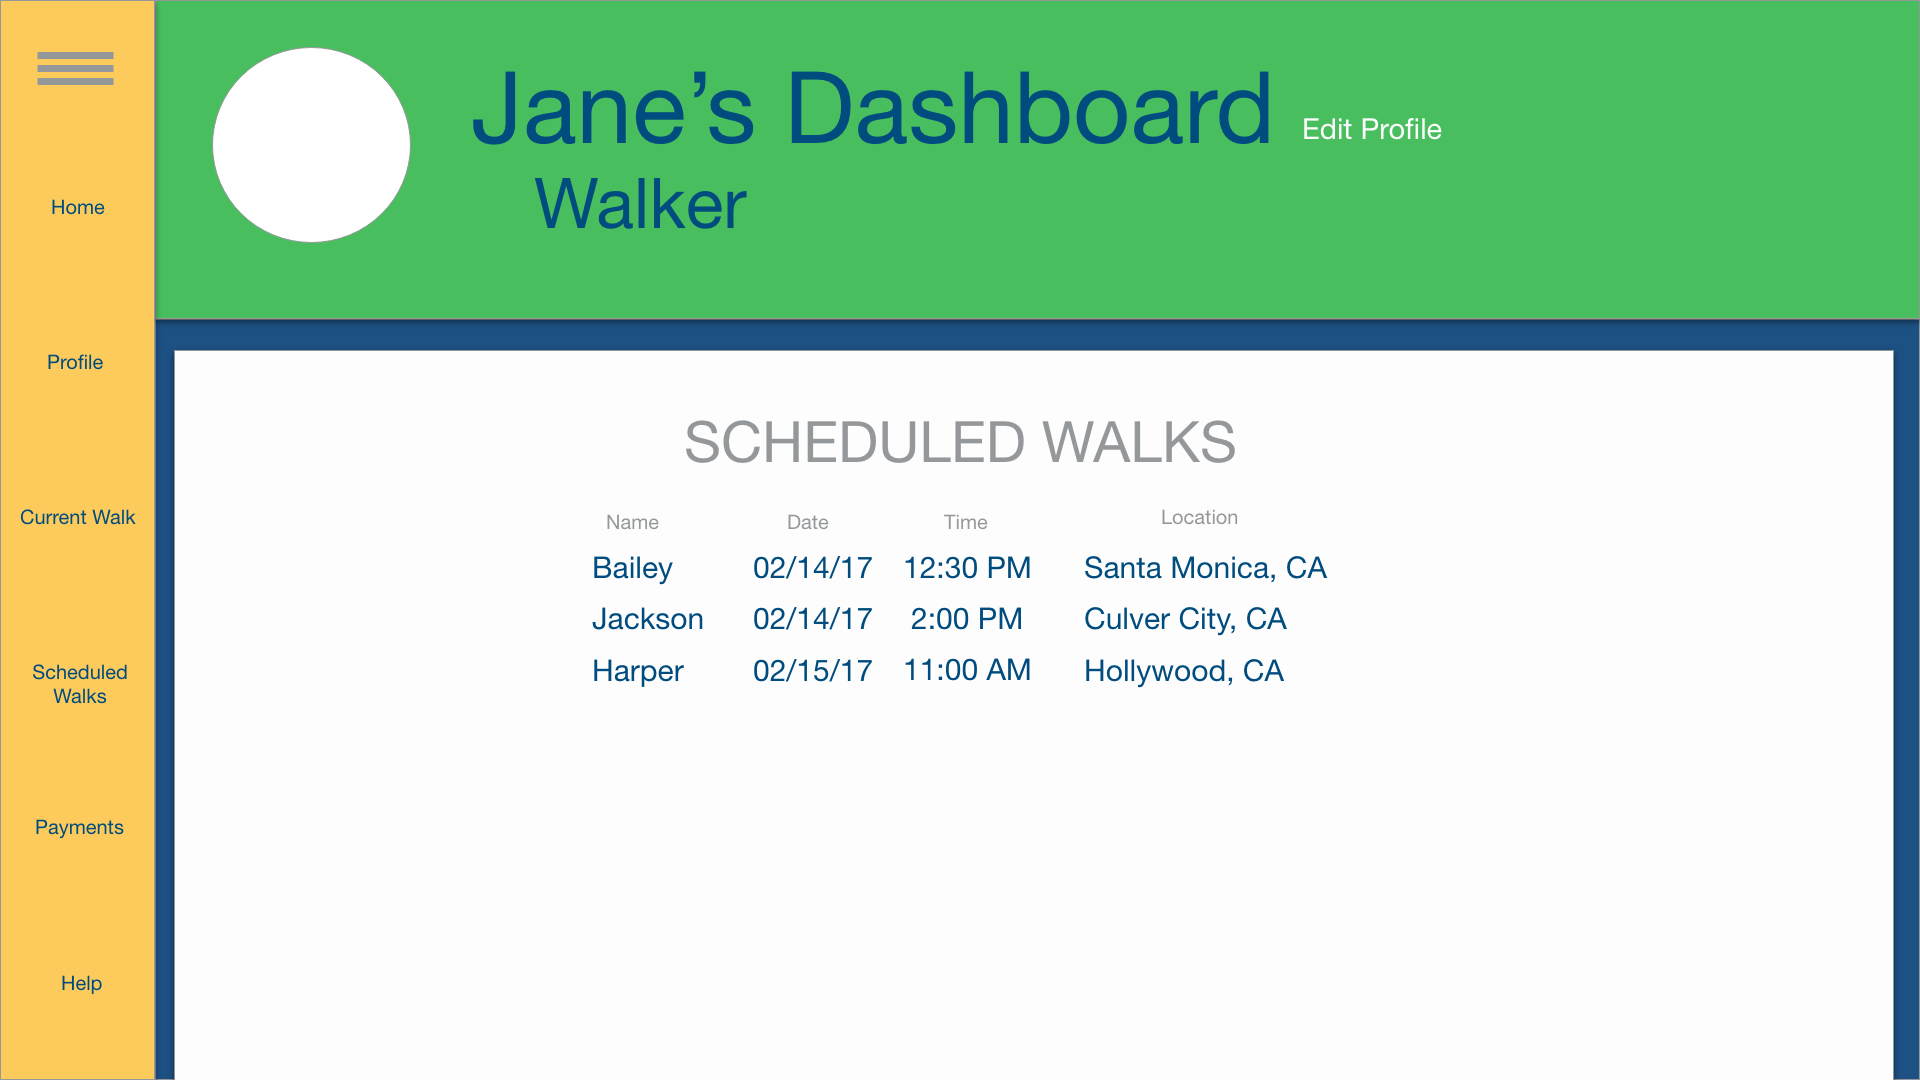 Jane’s Dashboard Edit Profile
Walker
Home
Profile
Current Walk
Scheduled
Walks
Payments
Help
SCHEDULED WALKS
Name Date Time Location
Bailey 02/14/17 12:30 PM Santa Monica, CA
Jackson 02/14/17 2:00 PM Culver City, CA
Harper 02/15/17 11:00 AM Hollywood, CA